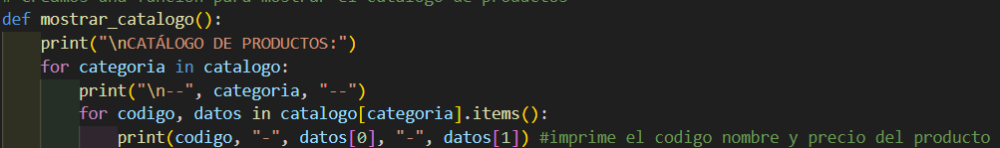 # Creamos una función para mostrar el catálogo de productos
def mostrar_catalogo():
    print("\nCATÁLOGO DE PRODUCTOS:")
    for categoria in catalogo:
        print("\n--", categoria, "--")
        for codigo, datos in catalogo[categoria].items():
            print(codigo, "-", datos[0], "-", datos[1]) #imprime el codigo nombre y precio del producto